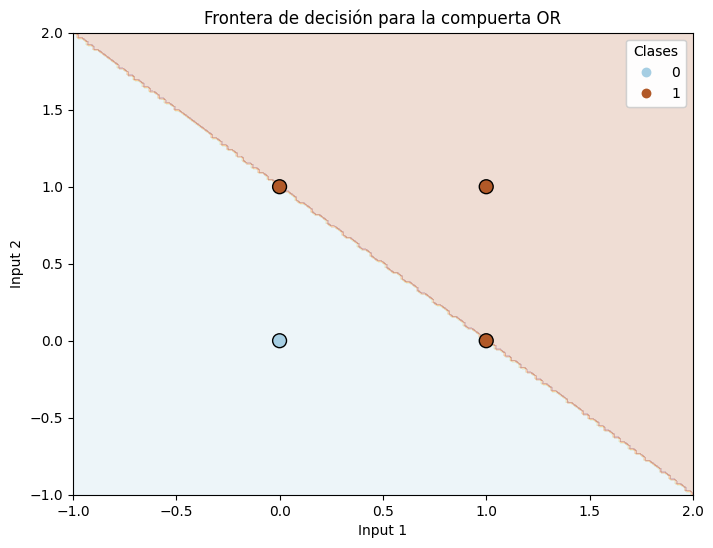 Frontera de decisión para la compuerta OR
Clases
0
1
2.0
1.5
1.0
0.5
0.0
−0.5
−1.0
Input 2
−1.0 −0.5 0.0 0.5 1.0 1.5 2.0
Input 1